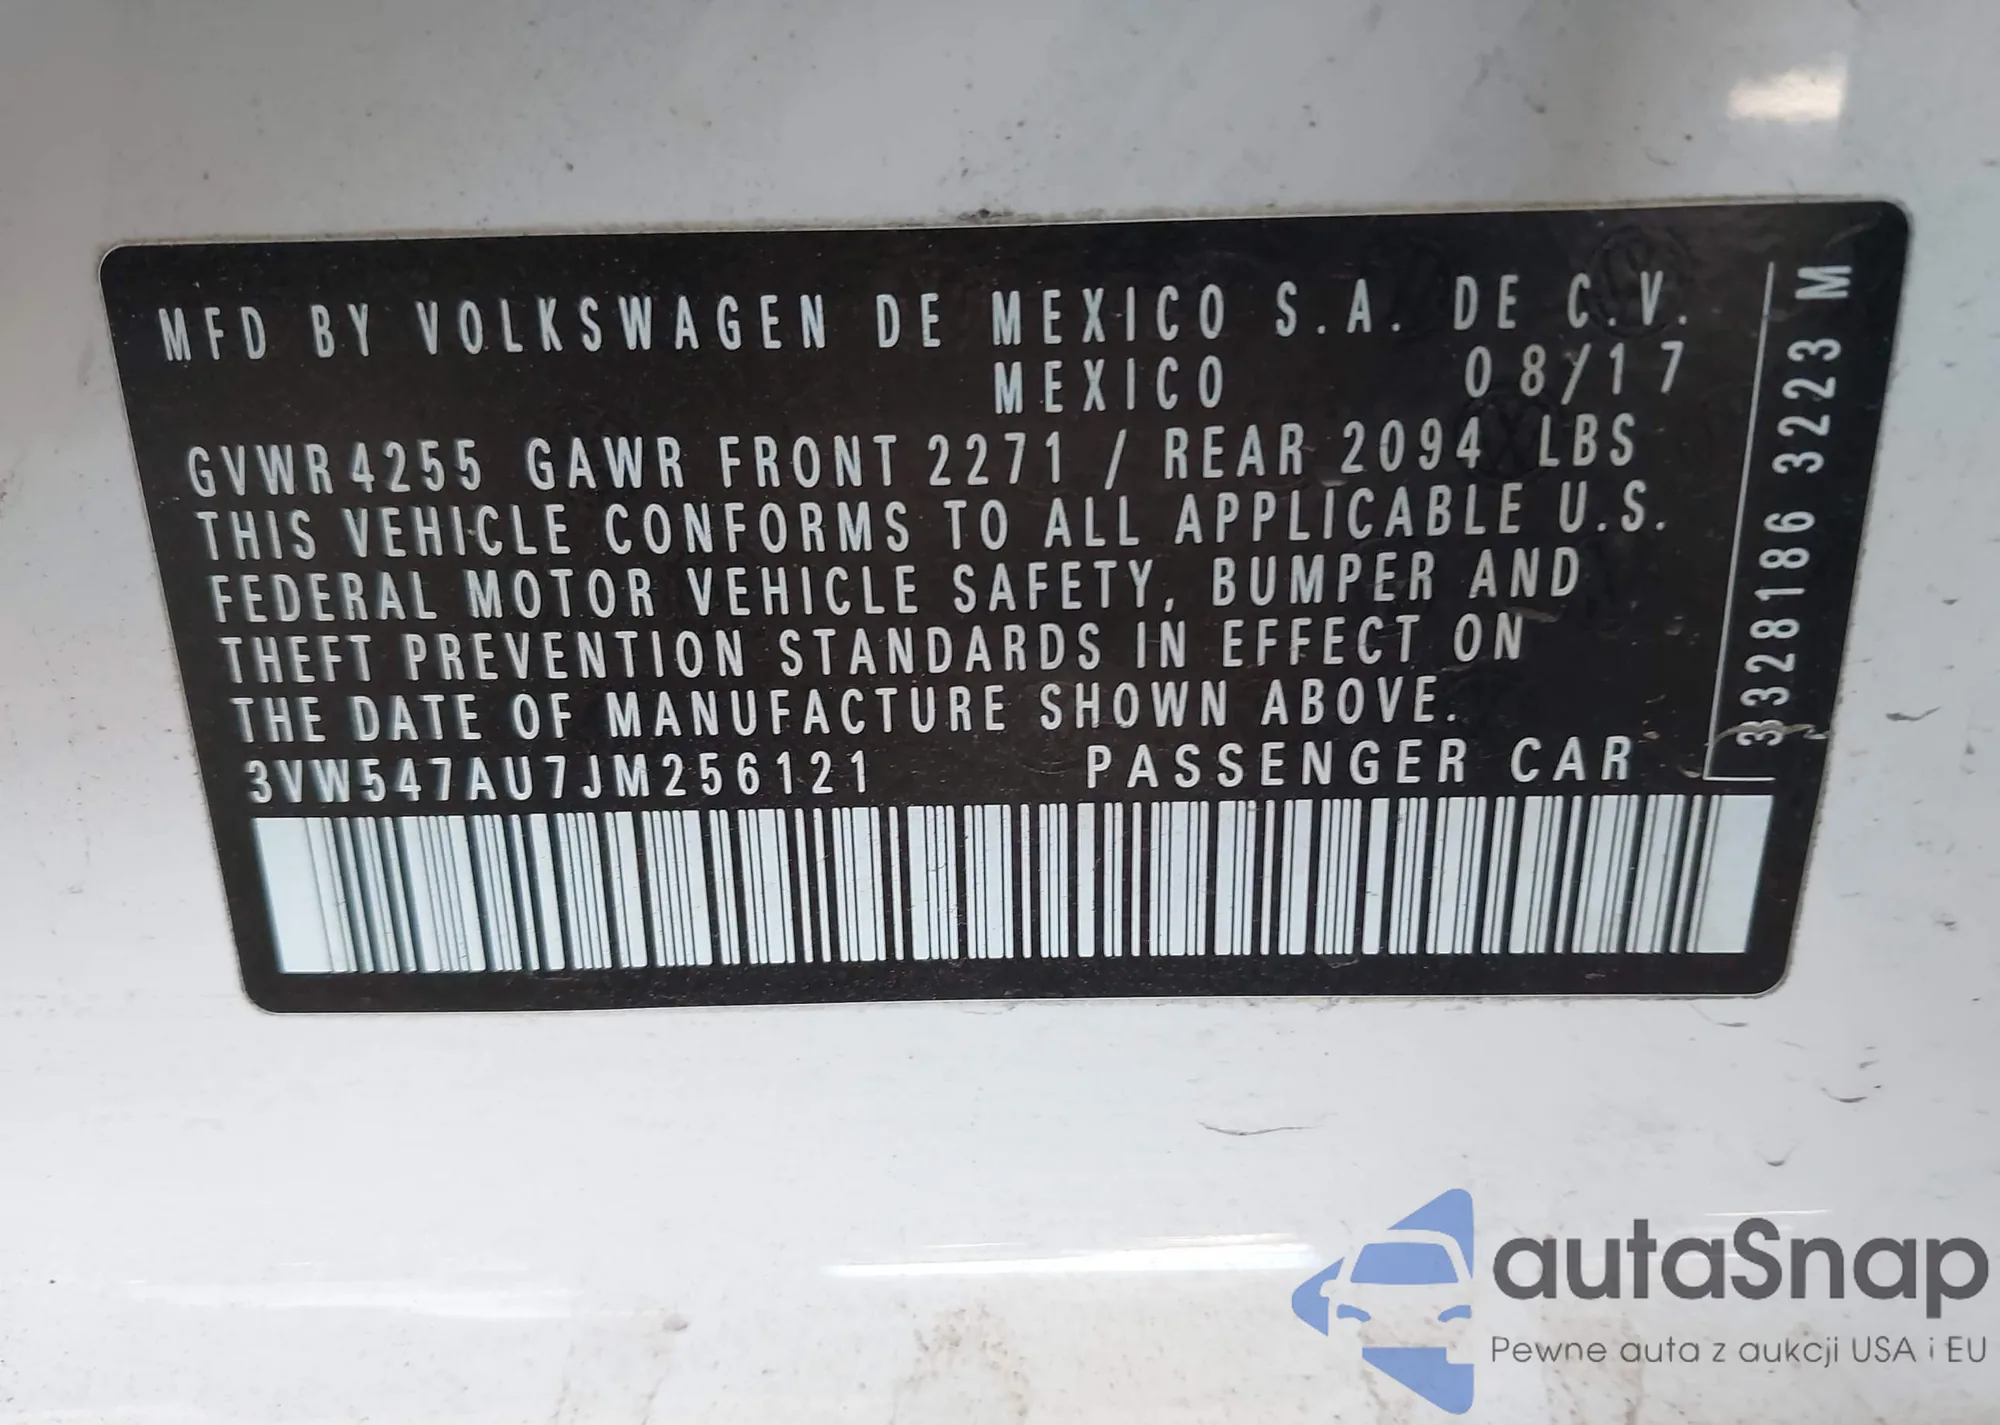 MFD BY VOLKSWAGEN DE MEXICO S.A. DE C.V.
MEXICO 08/17
GVWR 4255 GAWR FRONT 2271 / REAR 2094 LBS
THIS VEHICLE CONFORMS TO ALL APPLICABLE U.S.
FEDERAL MOTOR VEHICLE SAFETY, BUMPER AND
THEFT PREVENTION STANDARDS IN EFFECT ON
THE DATE OF MANUFACTURE SHOWN ABOVE.
3VW547AU7JM256121 PASSENGER CAR
3328186 3223 M
autaSnap
Pewne auta z aukcji USA i EU